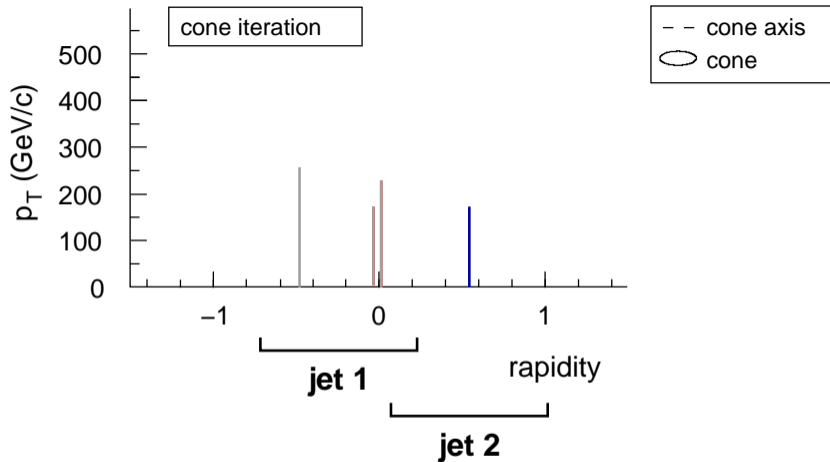 cone iteration
cone axis
cone
p_T (GeV/c)
500
400
300
200
100
0
−1 0 1
rapidity
jet 1
jet 2